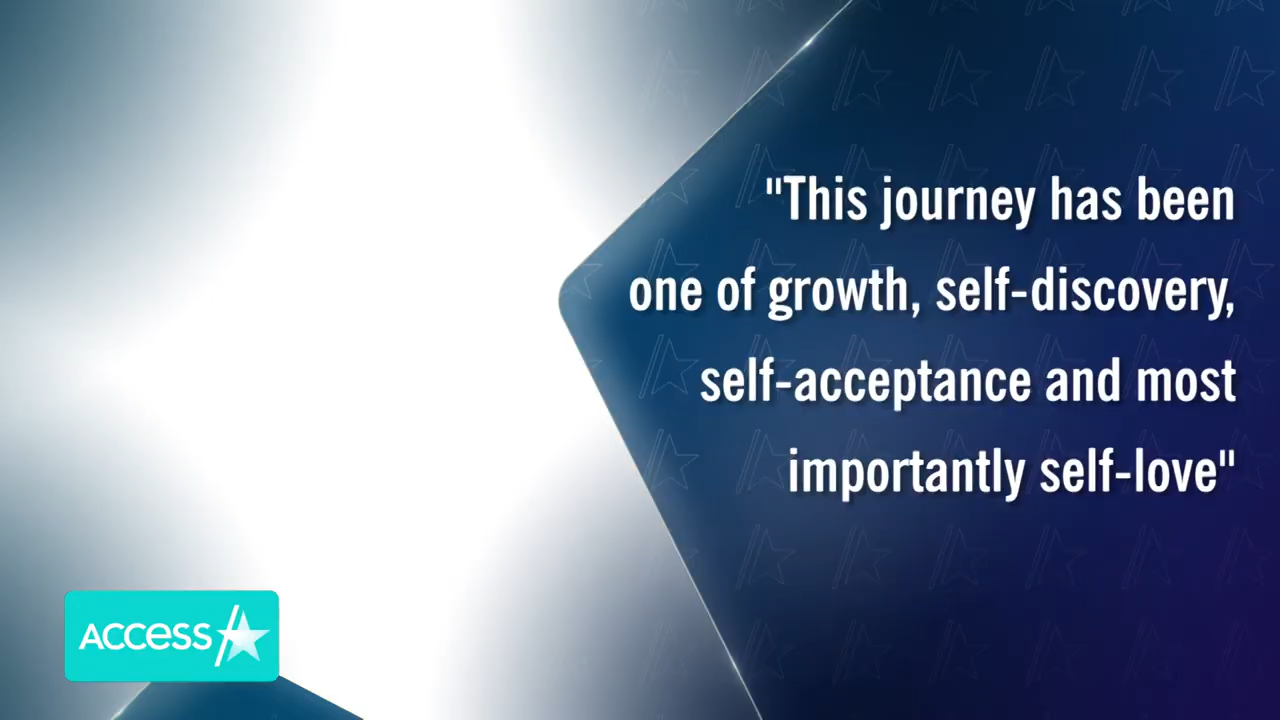 "This journey has been
one of growth, self-discovery,
self-acceptance and most
importantly self-love"
ACCESS